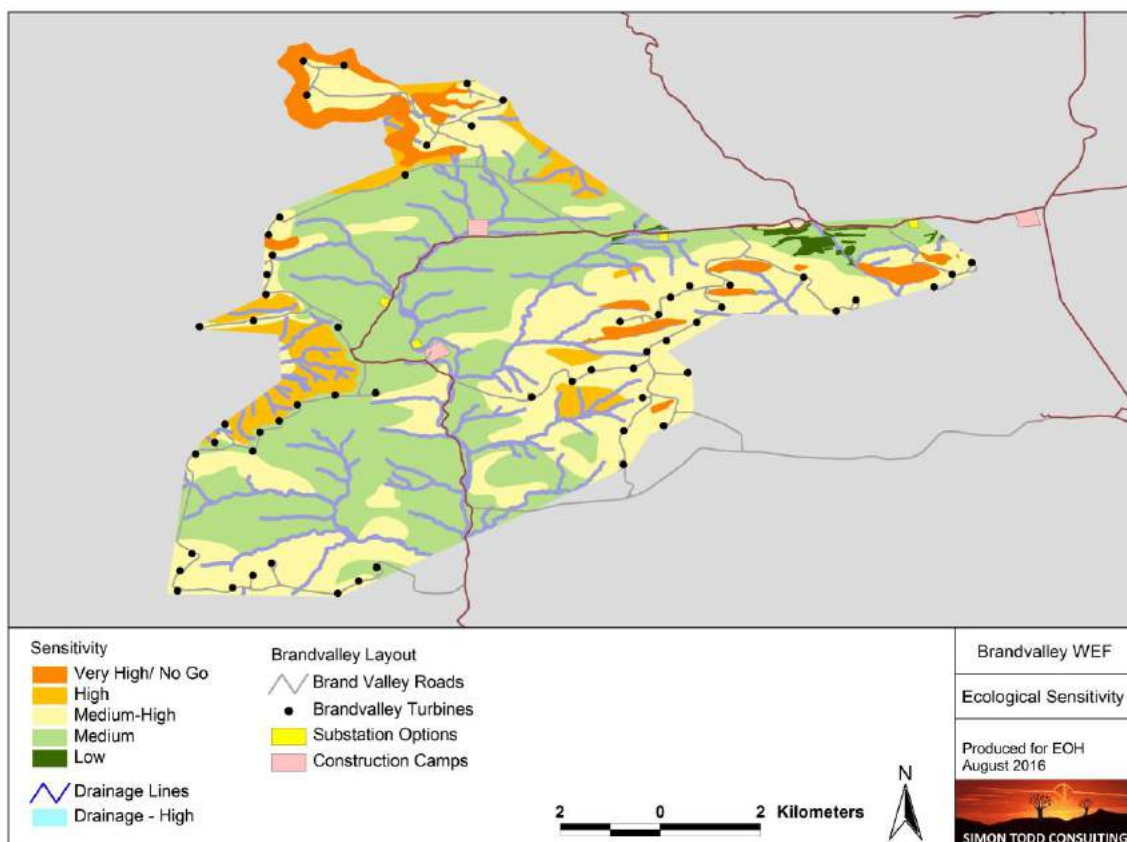 Sensitivity
Very High/ No Go
High
Medium-High
Medium
Low
Drainage Lines
Drainage - High
Brandvalley Layout
Brand Valley Roads
Brandvalley Turbines
Substation Options
Construction Camps
2 0 2 Kilometers
N
Brandvalley WEF
Ecological Sensitivity
Produced for EOH
August 2016
SIMON TODD CONSULTING